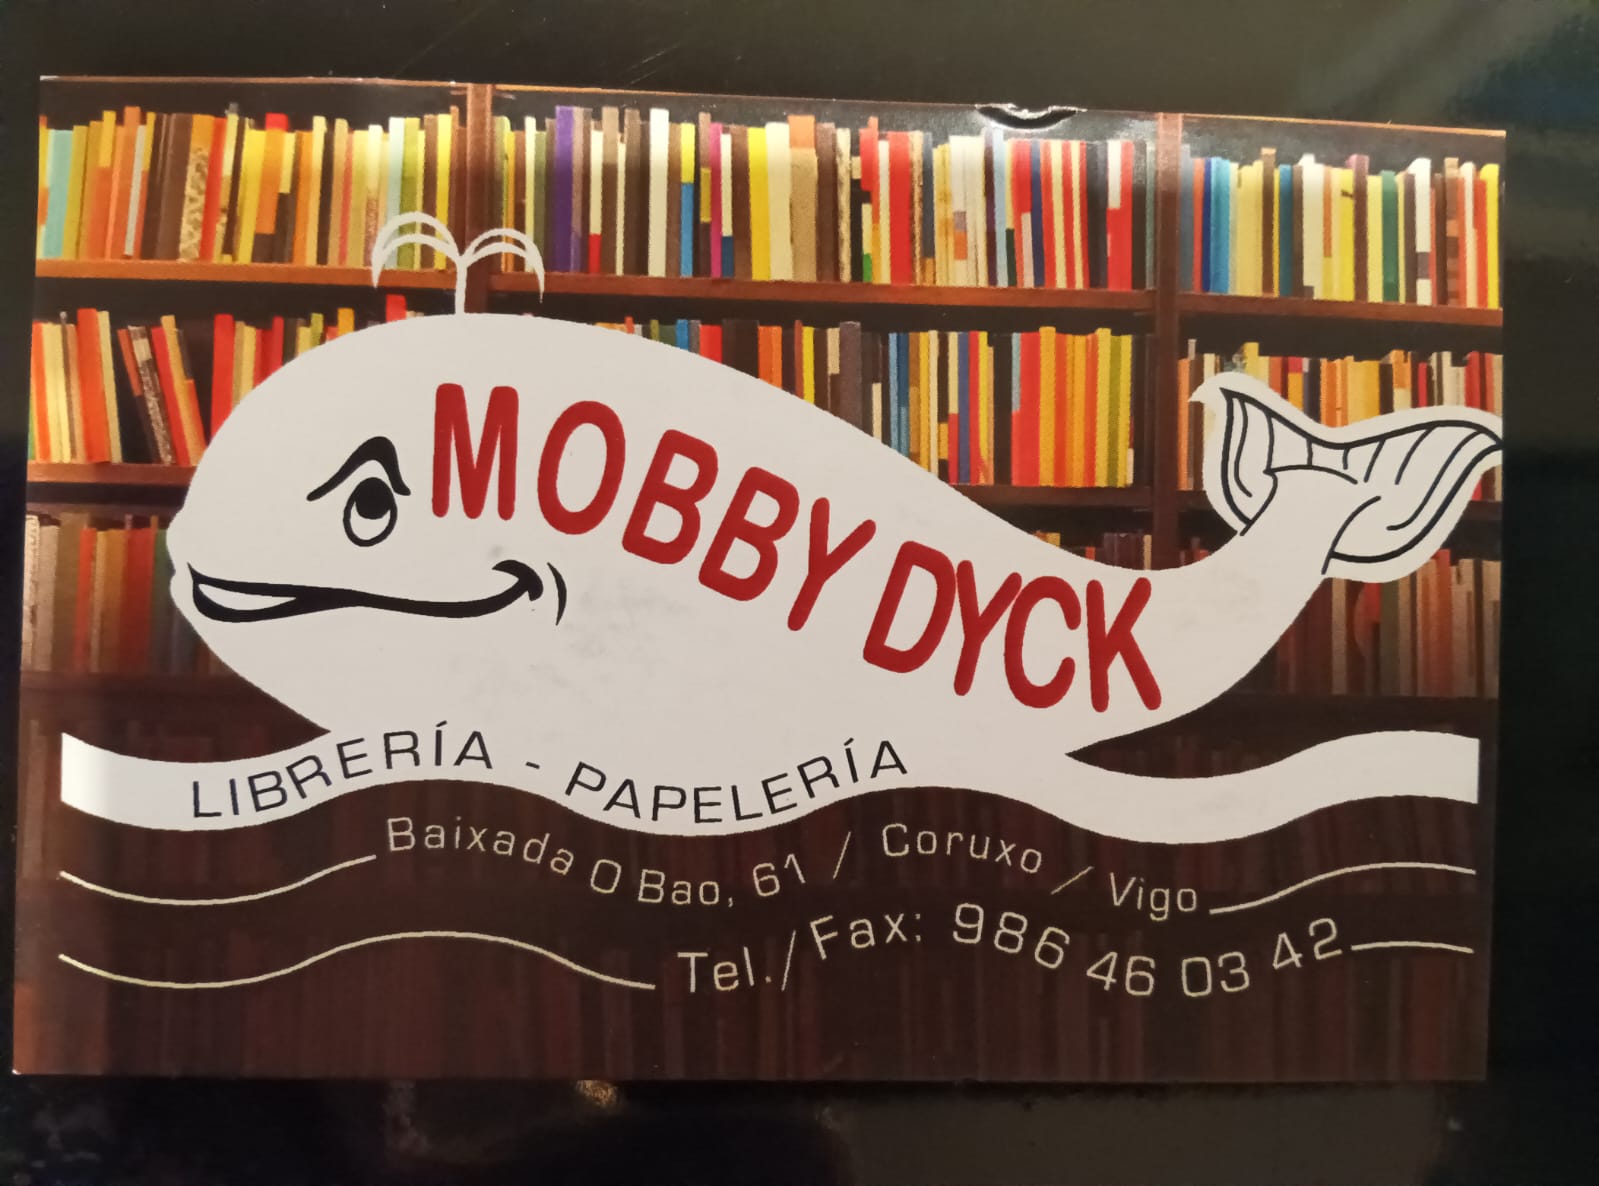 MOBBY DYCK
LIBRERÍA - PAPELERÍA
Baixada O Bao, 61 / Coruxo / Vigo
Tel./Fax: 986 46 03 42